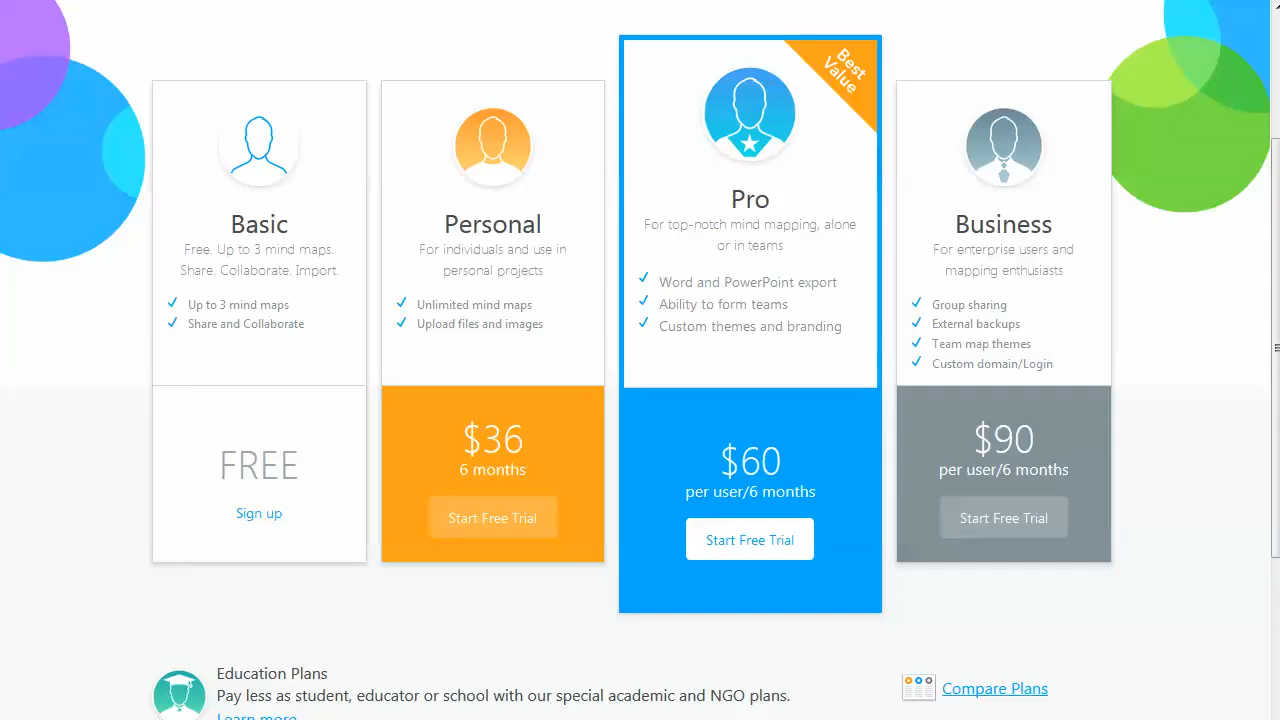 Basic
Free. Up to 3 mind maps.
Share. Collaborate. Import.
Up to 3 mind maps
Share and Collaborate
FREE
Sign up
Personal
For individuals and use in
personal projects
Unlimited mind maps
Upload files and images
$36
6 months
Start Free Trial
Best
Value
Pro
For top-notch mind mapping, alone
or in teams
Word and PowerPoint export
Ability to form teams
Custom themes and branding
$60
per user/6 months
Start Free Trial
Business
For enterprise users and
mapping enthusiasts
Group sharing
External backups
Team map themes
Custom domain/Login
$90
per user/6 months
Start Free Trial
Education Plans
Pay less as student, educator or school with our special academic and NGO plans.
Learn more
Compare Plans